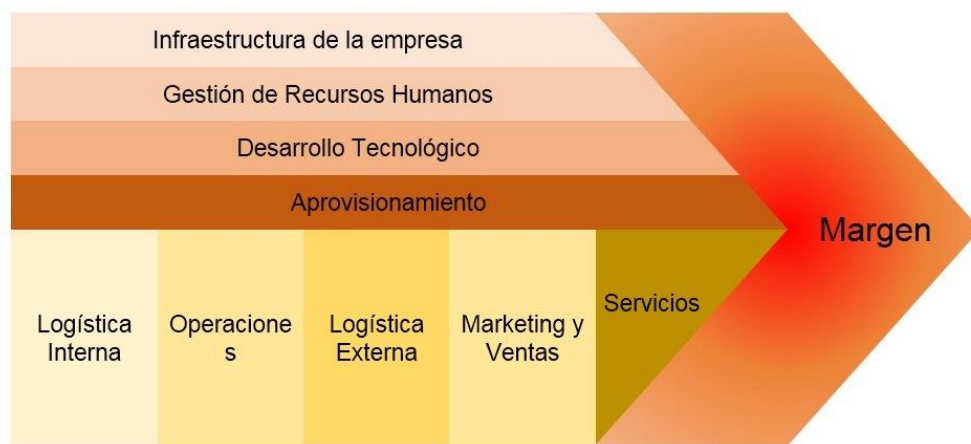 Infraestructura de la empresa
Gestión de Recursos Humanos
Desarrollo Tecnológico
Aprovisionamiento
Margen
Logística
Interna
Operacione
s
Logística
Externa
Marketing y
Ventas
Servicios